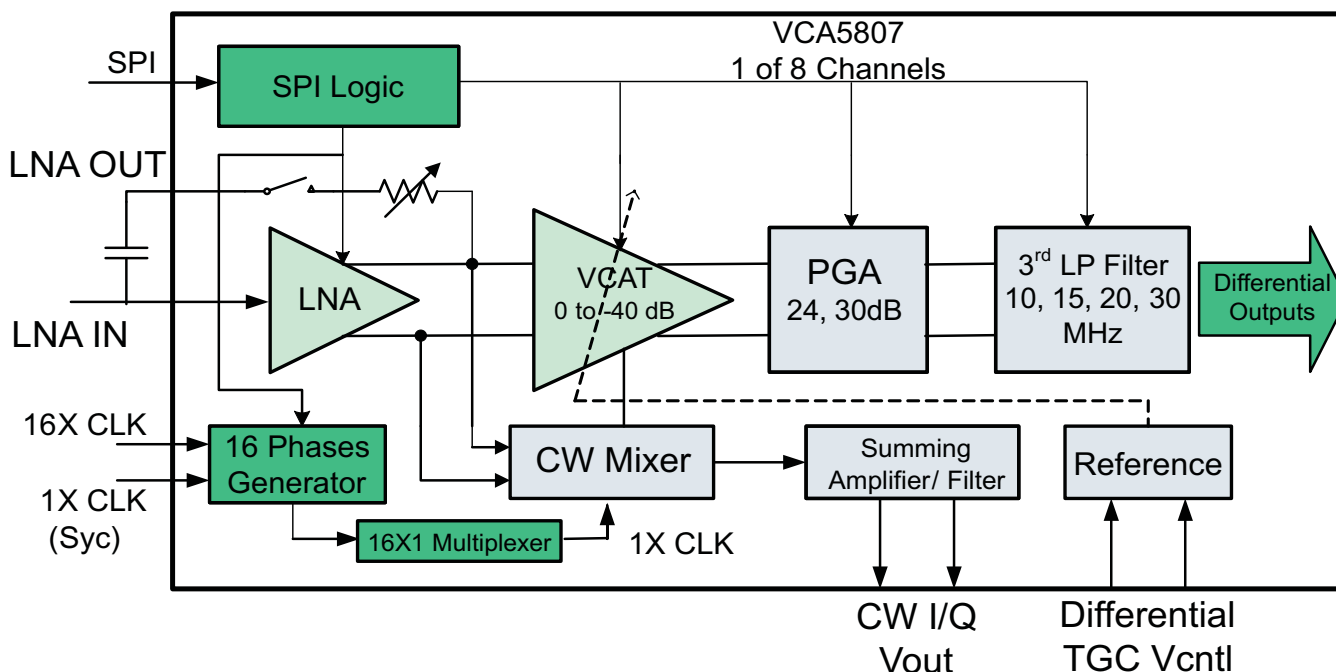 VCA5807
1 of 8 Channels
SPI
SPI Logic
LNA OUT
LNA
VCAT
0 to -40 dB
PGA
24, 30dB
3rd LP Filter
10, 15, 20, 30
MHz
Differential
Outputs
LNA IN
16X CLK
1X CLK
(Syc)
16 Phases
Generator
16X1 Multiplexer
CW Mixer
1X CLK
Summing
Amplifier/ Filter
Reference
CW I/Q
Vout
Differential
TGC Vcntl